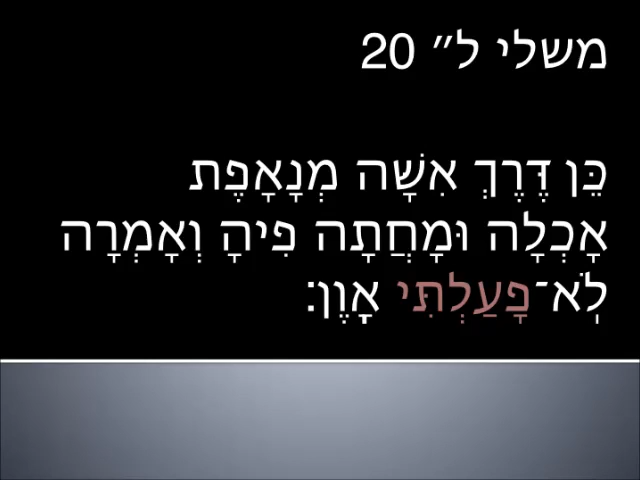 משלי ל״ 20
כֵּן דֶּרֶךְ אִשָּׁה מְנָאָפֶת
אָכְלָה וּמָחֲתָה פִיהָ וְאָמְרָה
לֹא־פָעַלְתִּי אָוֶן׃